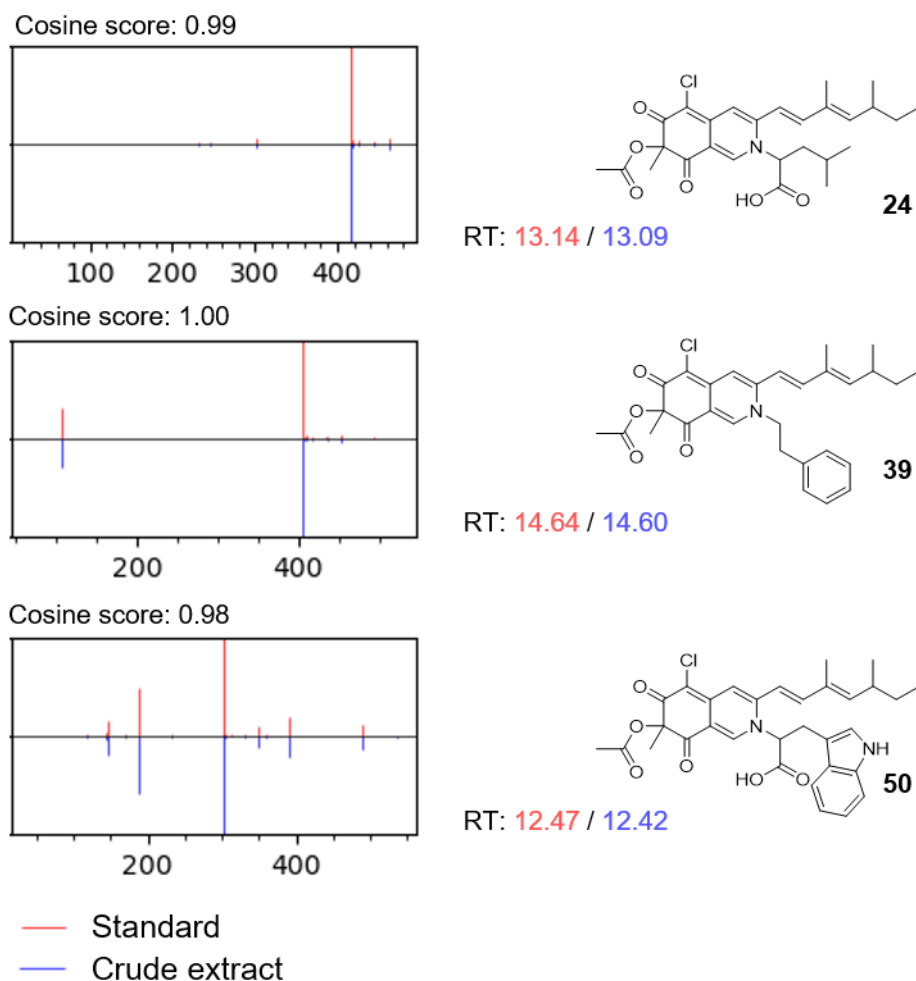 Cosine score: 0.99
Cl
O
O
N
O
O
HO
O
24
100 200 300 400
RT: 13.14 / 13.09
Cosine score: 1.00
Cl
O
O
N
O
O
39
200 400
RT: 14.64 / 14.60
Cosine score: 0.98
Cl
O
O
N
NH
O
O
HO
O
50
200 400
RT: 12.47 / 12.42
Standard
Crude extract